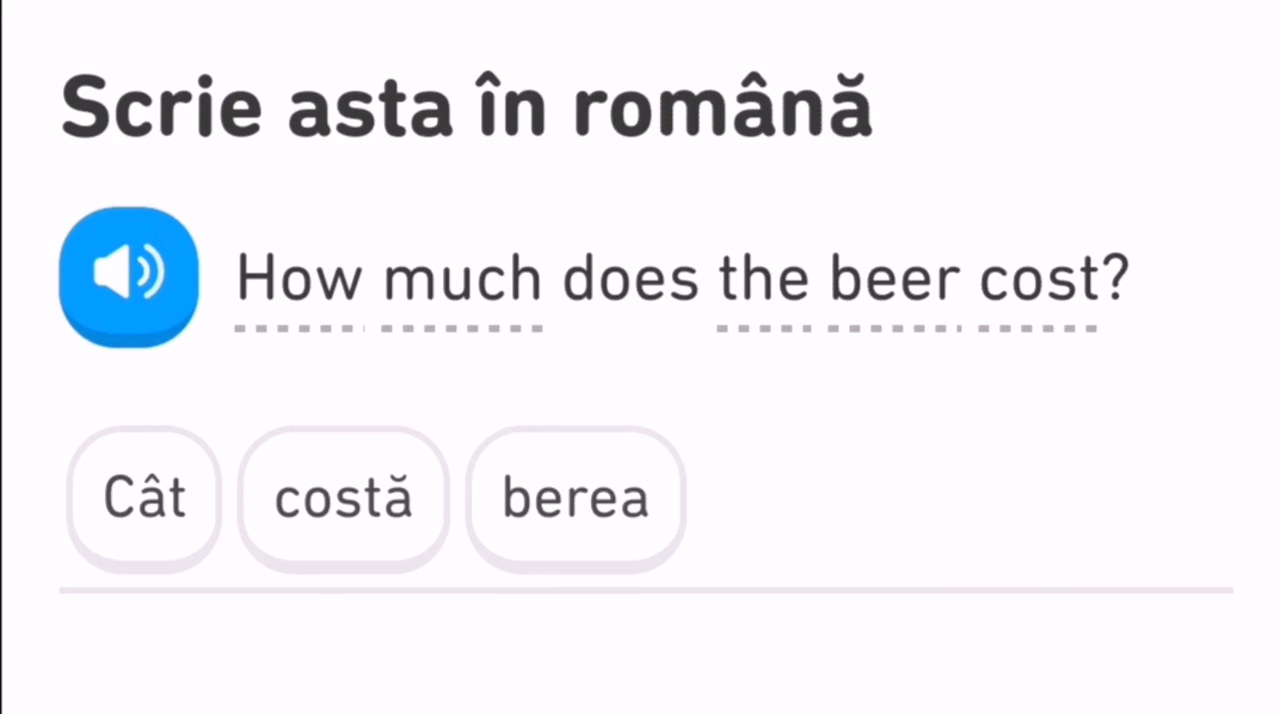 Scrie asta în română
How much does the beer cost?
Cât costă berea